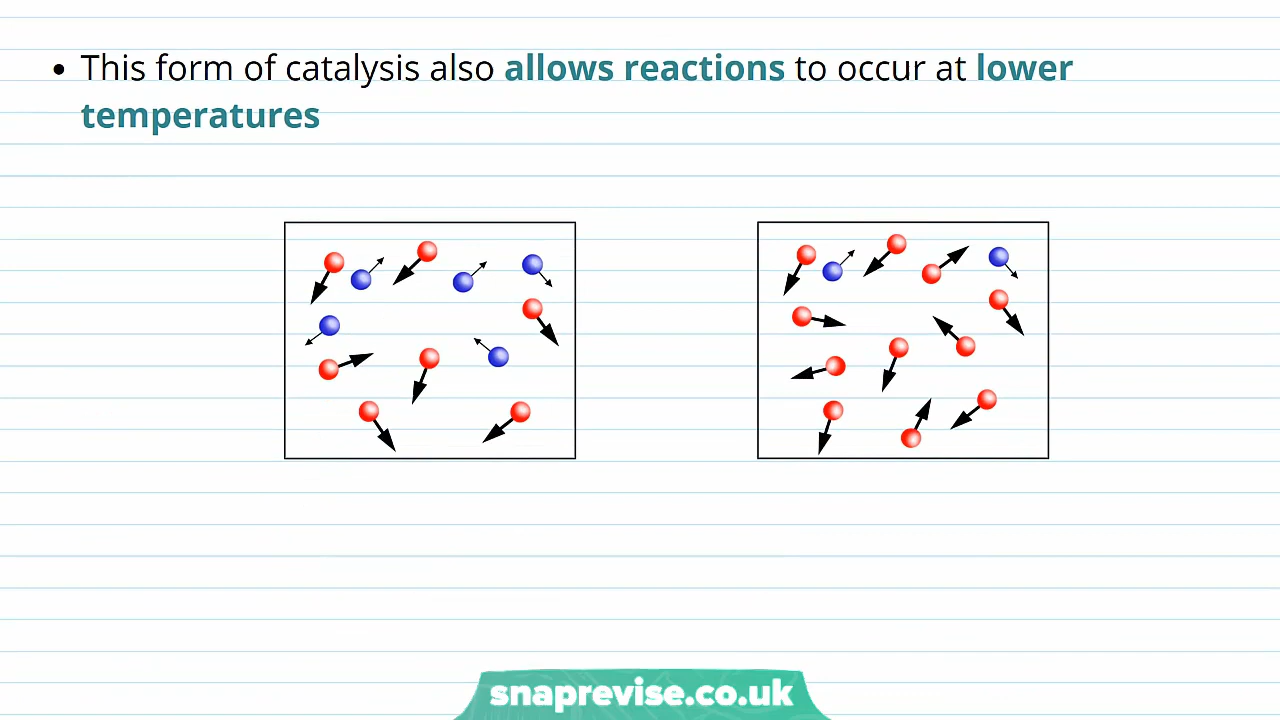 • This form of catalysis also allows reactions to occur at lower
temperatures
snaprevise.co.uk